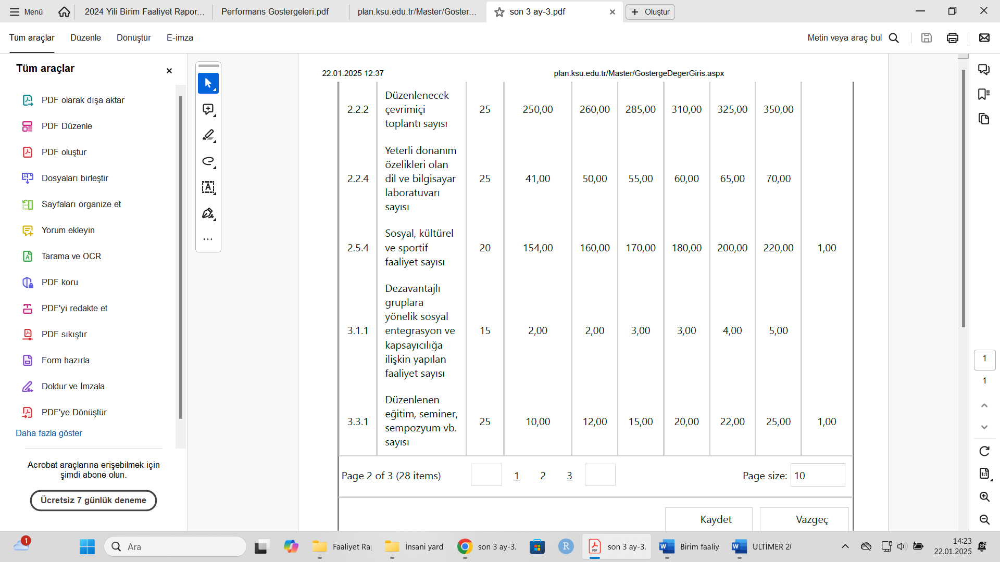 Menü
2024 Yili Birim Faaliyet Rapor...
Performans Gostergeleri.pdf
plan.ksu.edu.tr/Master/Goster...
son 3 ay-3.pdf
Oluştur
Tüm araçlar
Düzenle
Dönüştür
E-imza
Metin veya araç bul
Tüm araçlar
PDF olarak dışa aktar
PDF Düzenle
PDF oluştur
Dosyaları birleştir
Sayfaları organize et
Yorum ekleyin
Tarama ve OCR
PDF koru
PDF'yi redakte et
PDF sıkıştır
Form hazırla
Doldur ve İmzala
PDF'ye Dönüştür
Daha fazla göster
Acrobat araçlarına erişebilmek için
şimdi abone olun.
Ücretsiz 7 günlük deneme
22.01.2025 12:37 plan.ksu.edu.tr/Master/GostergeDegerGiris.aspx
Düzenlenecek
2.2.2 çevrimiçi 25 250,00 260,00 285,00 310,00 325,00 350,00
toplantı sayısı
Yeterli donanım
özelikleri olan
2.2.4 dil ve bilgisayar 25 41,00 50,00 55,00 60,00 65,00 70,00
laboratuvarı
sayısı
Sosyal, kültürel
2.5.4 ve sportif 20 154,00 160,00 170,00 180,00 200,00 220,00 1,00
faaliyet sayısı
Dezavantajlı
gruplara
yönelik sosyal
3.1.1 entegrasyon ve 15 2,00 2,00 3,00 3,00 4,00 5,00
kapsayıcılığa
ilişkin yapılan
faaliyet sayısı
Düzenlenen
eğitim, seminer,
3.3.1 sempozyum vb. 25 10,00 12,00 15,00 20,00 22,00 25,00 1,00
sayısı
Page 2 of 3 (28 items) 1 2 3 Page size: 10
Kaydet Vazgeç
1
1
1
Ara
Faaliyet Raj
İnsani yard
son 3 ay-3.
son 3 ay-3.
Birim faaliy
ULTİMER 20
14:23
22.01.2025